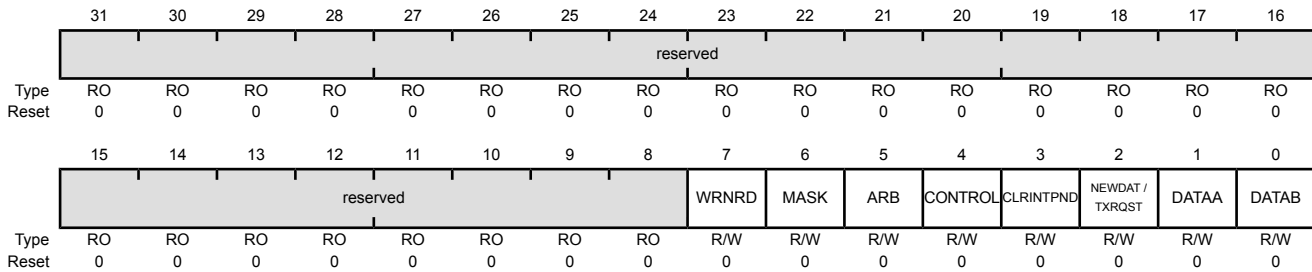 31 30 29 28 27 26 25 24 23 22 21 20 19 18 17 16
reserved
Type RO RO RO RO RO RO RO RO RO RO RO RO RO RO RO RO
Reset 0 0 0 0 0 0 0 0 0 0 0 0 0 0 0 0
15 14 13 12 11 10 9 8 7 6 5 4 3 2 1 0
reserved WRNRD MASK ARB CONTROL CLRINTPND NEWDAT / DATAA DATAB
TXRQST
Type RO RO RO RO RO RO RO RO R/W R/W R/W R/W R/W R/W R/W R/W
Reset 0 0 0 0 0 0 0 0 0 0 0 0 0 0 0 0